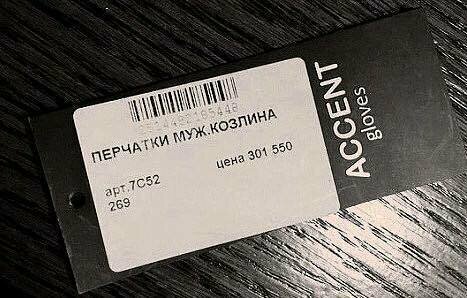 ПЕРЧАТКИ МУЖ.КОЗЛИНА
цена 301 550
арт.7С52
269
ACCENT
gloves